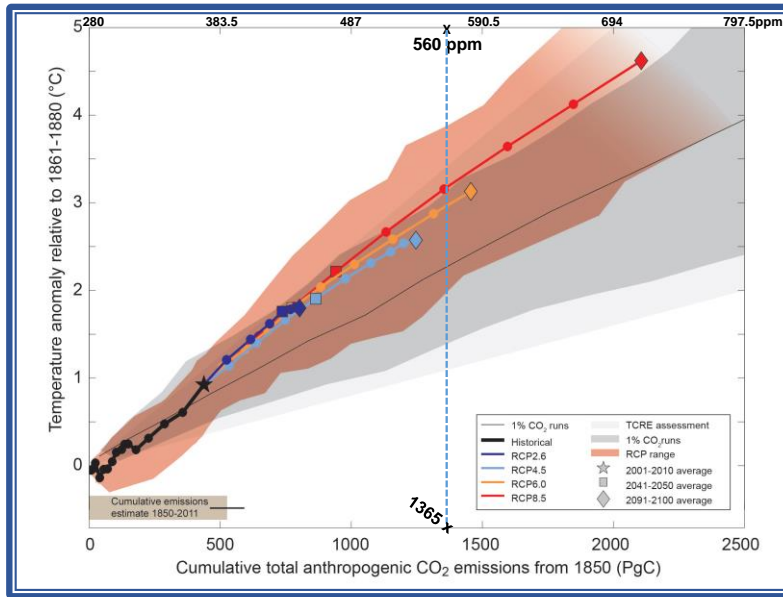 280 383.5 487 590.5 694 797.5ppm
x
560 ppm
5
4
3
2
1
0
Temperature anomaly relative to 1861-1880 (°C)
1% CO₂ runs
Historical
RCP2.6
RCP4.5
RCP6.0
RCP8.5
TCRE assessment
1% CO₂runs
RCP range
2001-2010 average
2041-2050 average
2091-2100 average
Cumulative emissions
estimate 1850-2011
1365 x
0 500 1000 1500 2000 2500
Cumulative total anthropogenic CO₂ emissions from 1850 (PgC)